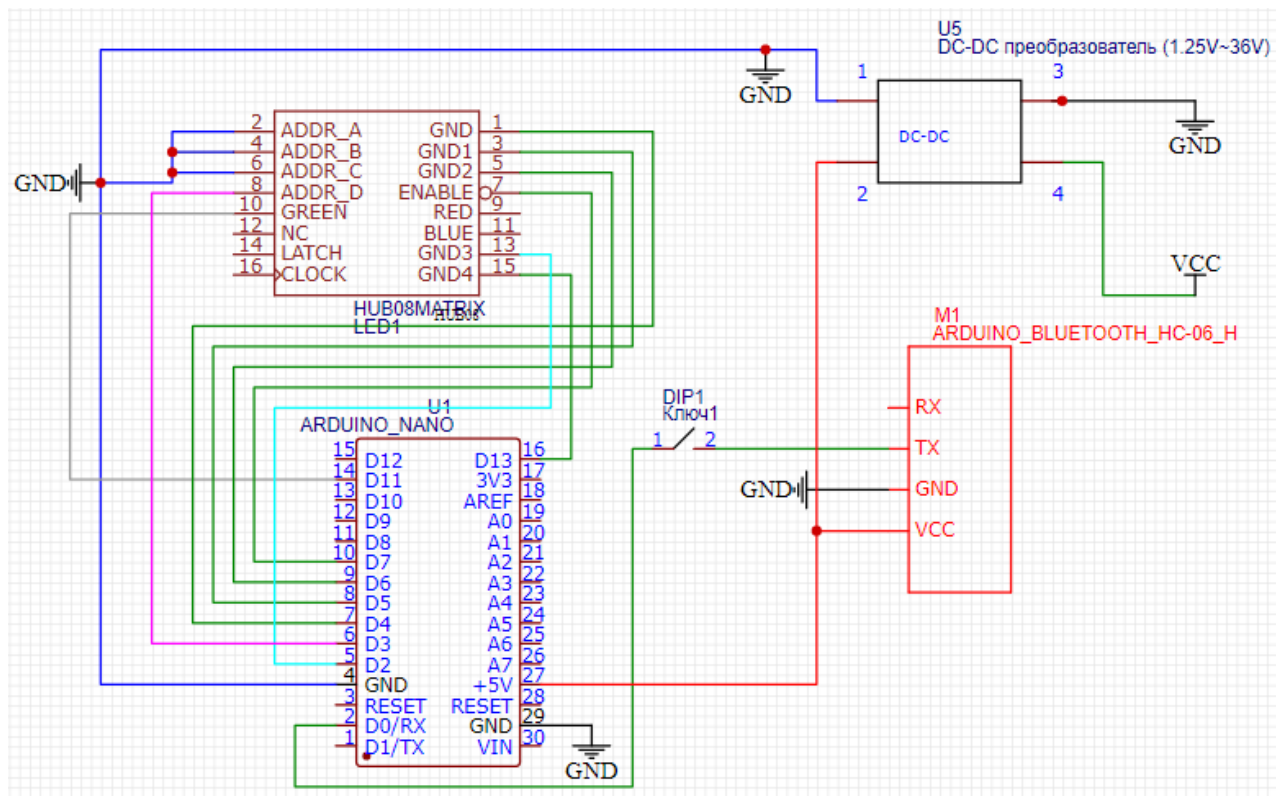 U5
DC-DC преобразователь (1.25V~36V)
1
3
GND
DC-DC
GND
2
4
VCC
2 ADDR_A GND 1
4 ADDR_B GND1 3
6 ADDR_C GND2 5
8 ADDR_D ENABLE 7
10 GREEN RED 9
12 NC BLUE 11
14 LATCH GND3 13
16 CLOCK GND4 15
GND
HUB08MATRIX
HUB08
LED1
M1
ARDUINO_BLUETOOTH_HC-06_H
RX
TX
GND
GND
VCC
DIP1
Ключ1
1 2
U1
ARDUINO_NANO
15 D12 D13 16
14 D11 3V3 17
13 D10 AREF 18
12 D9 A0 19
11 D8 A1 20
10 D7 A2 21
9 D6 A3 22
8 D5 A4 23
7 D4 A5 24
6 D3 A6 25
5 D2 A7 26
4 GND +5V 27
3 RESET RESET 28
2 D0/RX GND 29
1 D1/TX VIN 30
GND